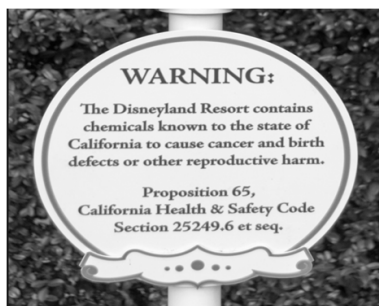 WARNING:
The Disneyland Resort contains
chemicals known to the state of
California to cause cancer and birth
defects or other reproductive harm.
Proposition 65,
California Health & Safety Code
Section 25249.6 et seq.